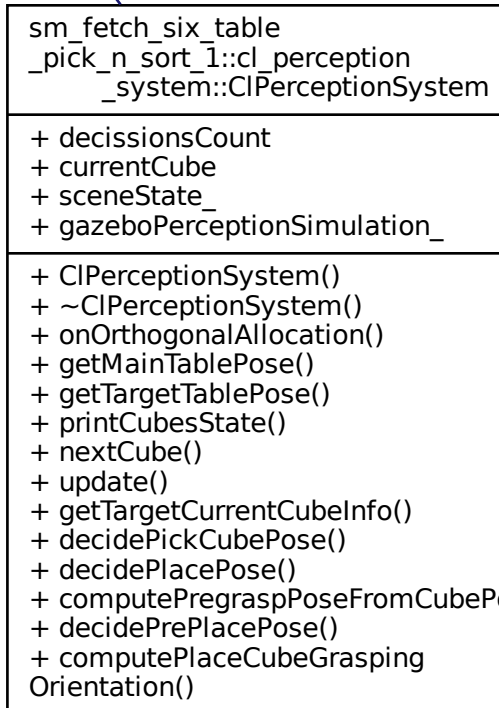 sm_fetch_six_table
_pick_n_sort_1::cl_perception
_system::ClPerceptionSystem
+ decissionsCount
+ currentCube
+ sceneState_
+ gazeboPerceptionSimulation_
+ ClPerceptionSystem()
+ ~ClPerceptionSystem()
+ onOrthogonalAllocation()
+ getMainTablePose()
+ getTargetTablePose()
+ printCubesState()
+ nextCube()
+ update()
+ getTargetCurrentCubeInfo()
+ decidePickCubePose()
+ decidePlacePose()
+ computePregraspPoseFromCubeP
+ decidePrePlacePose()
+ computePlaceCubeGrasping
Orientation()